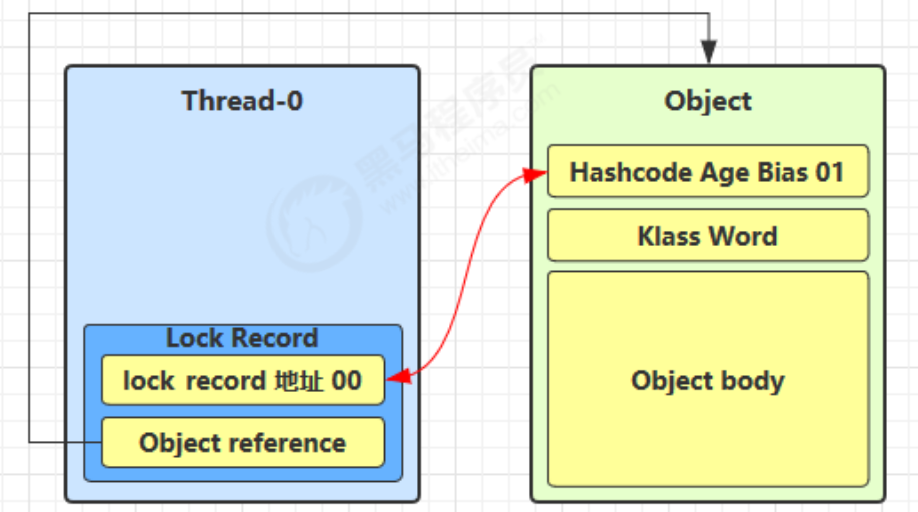 Thread-0
Lock Record
lock record 地址 00
Object reference
Object
Hashcode Age Bias 01
Klass Word
Object body
黑马程序员
www.itheima.com